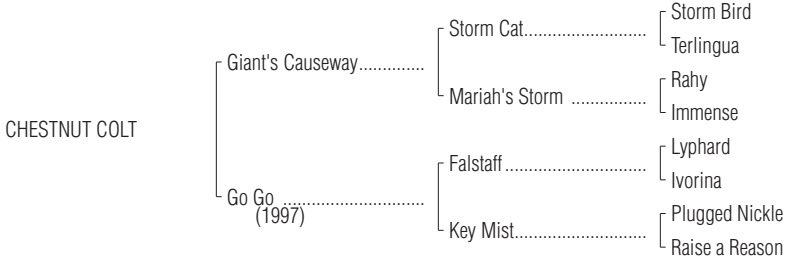 Storm Bird
Storm Cat..........................
Terlingua
Giant's Causeway..............
Rahy
Mariah's Storm ................
Immense
CHESTNUT COLT
Lyphard
Falstaff..............................
Ivorina
Go Go ..............................
(1997)
Plugged Nickle
Key Mist............................
Raise a Reason